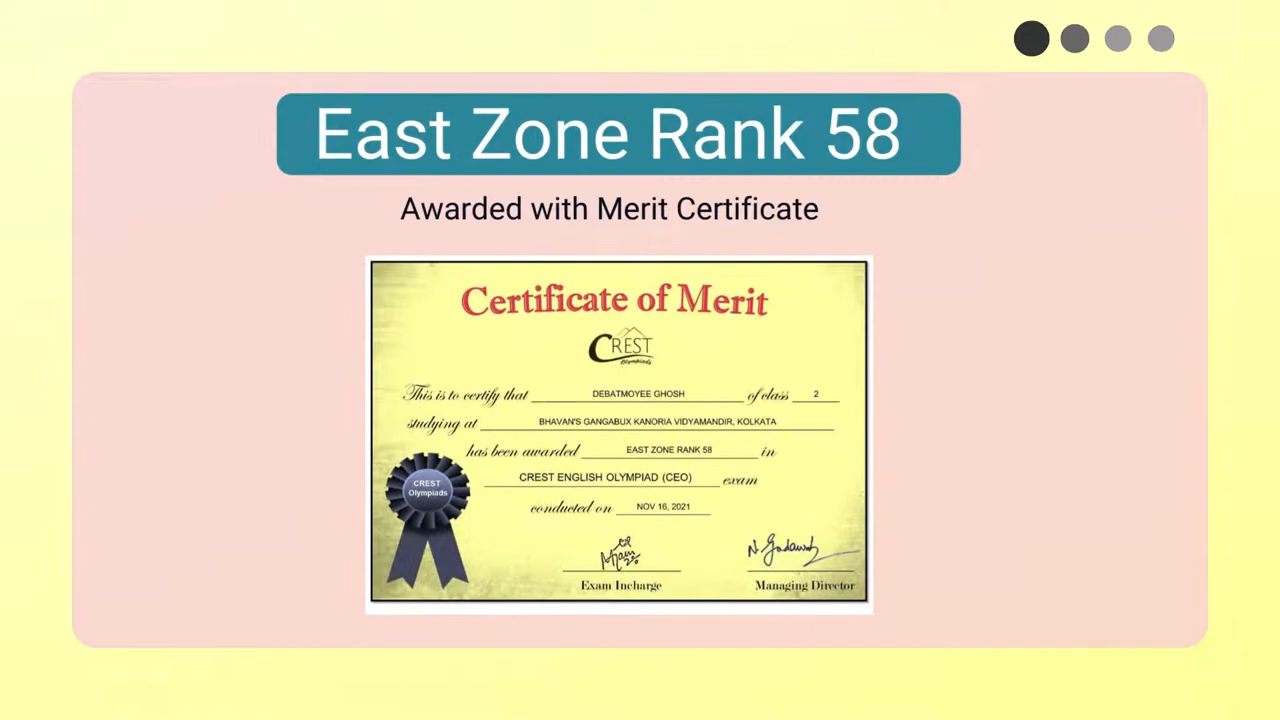 East Zone Rank 58
Awarded with Merit Certificate
Certificate of Merit
CREST
Olympiads
This is to certify that DEBATMOYEE GHOSH of class 2
studying at BHAVAN'S GANGABUX KANORIA VIDYAMANDIR, KOLKATA
has been awarded EAST ZONE RANK 58 in
CREST ENGLISH OLYMPIAD (CEO) exam
conducted on NOV 16, 2021
CREST
Olympiads
Exam Incharge
Managing Director